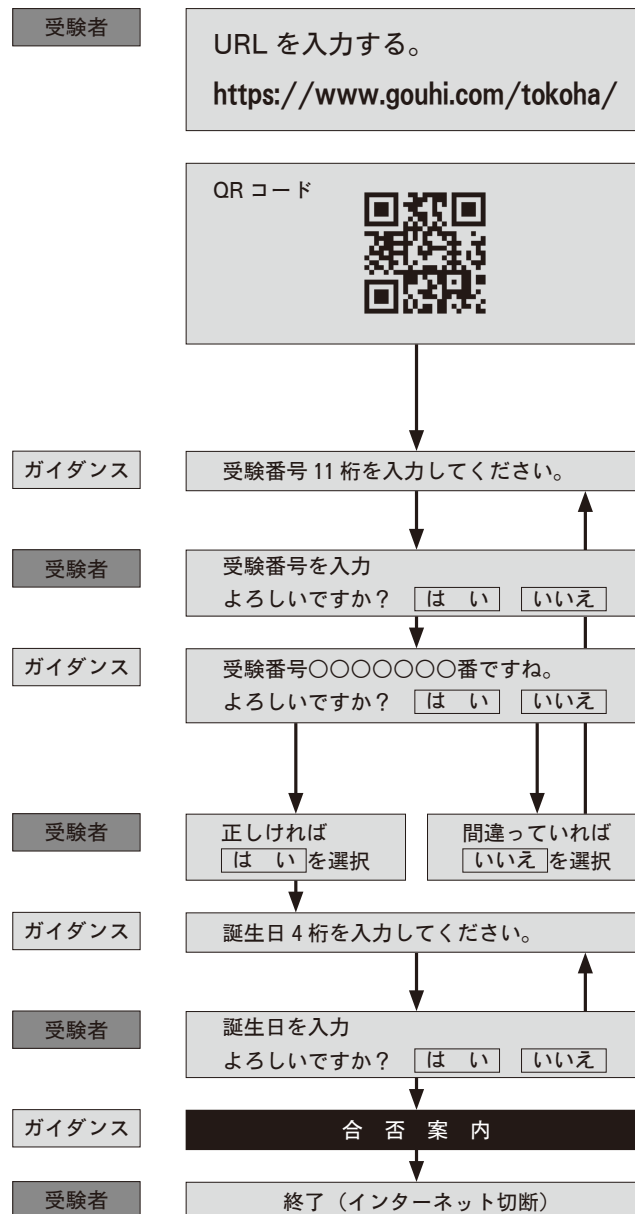 受験者
URL を入力する。
https://www.gouhi.com/tokoha/
QR コード
ガイダンス
受験番号 11 桁を入力してください。
受験者
受験番号を入力
よろしいですか？ は い いいえ
ガイダンス
受験番号○○○○○○○番ですね。
よろしいですか？ は い いいえ
受験者
正しければ
は い を選択
間違っていれば
いいえ を選択
ガイダンス
誕生日 4 桁を入力してください。
受験者
誕生日を入力
よろしいですか？ は い いいえ
ガイダンス
合 否 案 内
受験者
終了（インターネット切断）